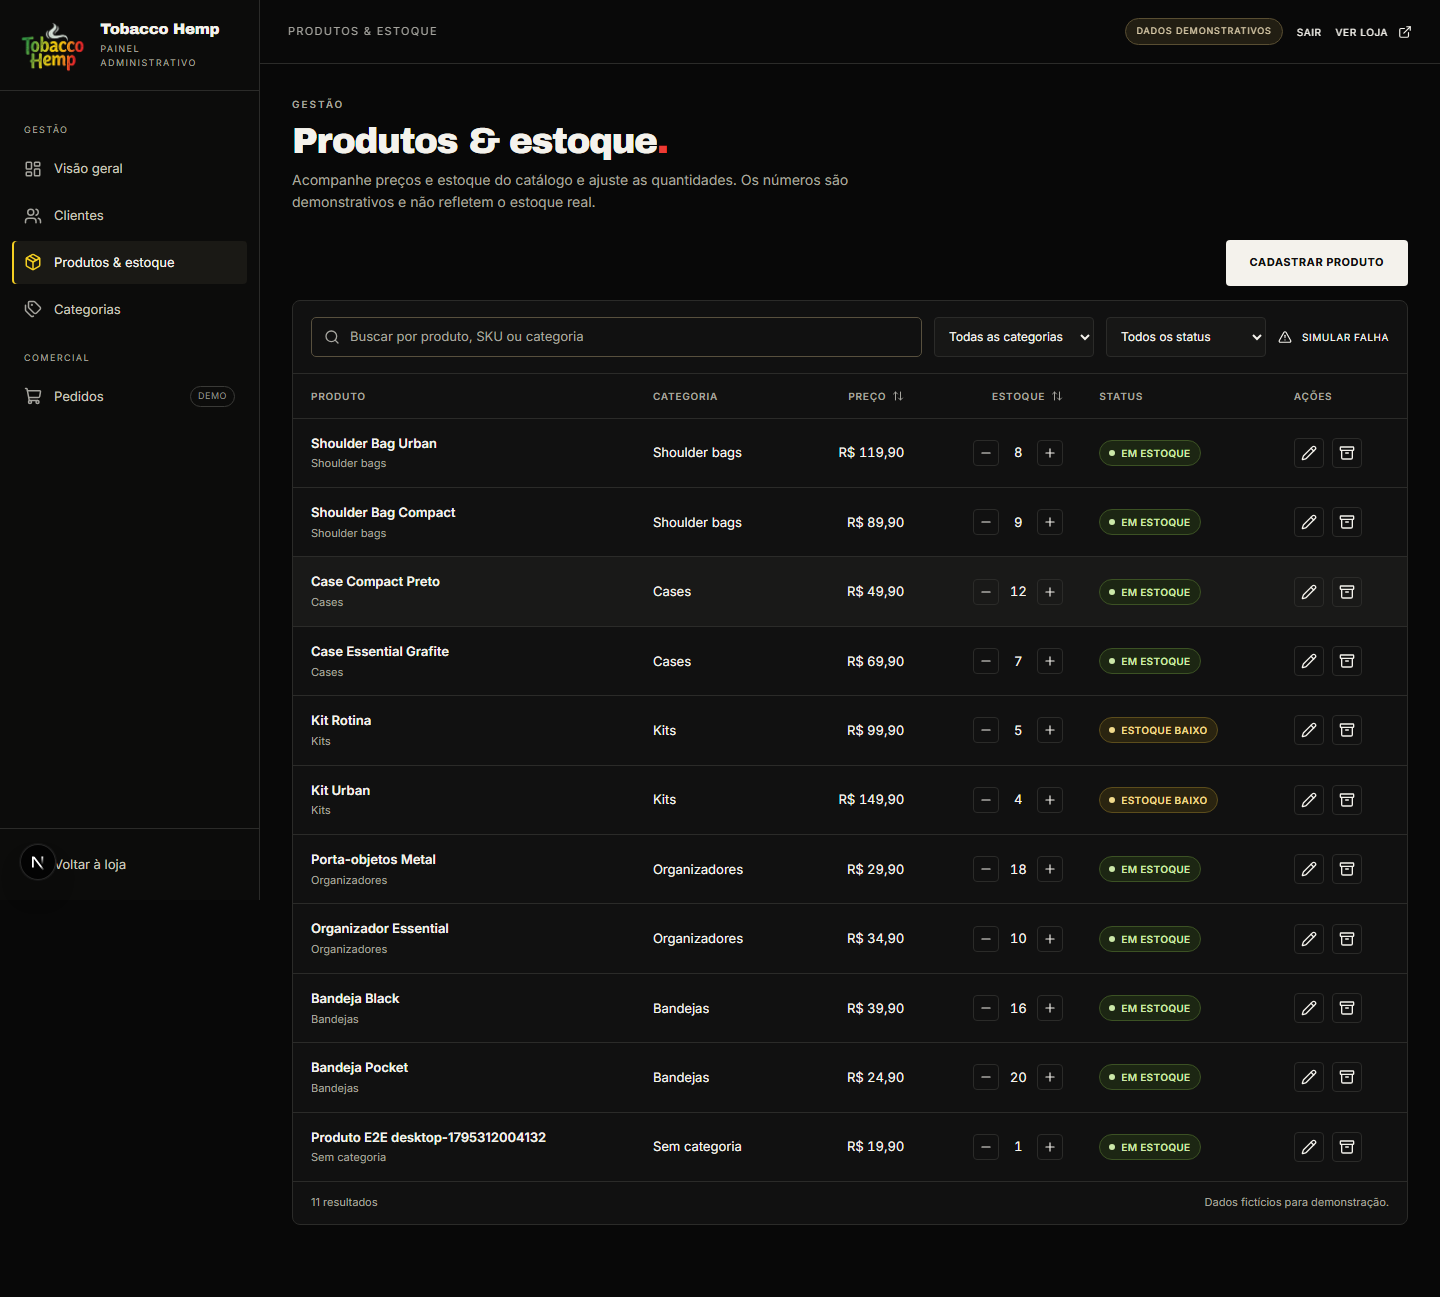 Tobacco Hemp
Tobacco Hemp
PAINEL
ADMINISTRATIVO
PRODUTOS & ESTOQUE
DADOS DEMONSTRATIVOS
SAIR
VER LOJA
GESTÃO
Visão geral
Clientes
Produtos & estoque
Categorias
COMERCIAL
Pedidos
DEMO
N
Voltar à loja
GESTÃO
Produtos & estoque.
Acompanhe preços e estoque do catálogo e ajuste as quantidades. Os números são
demonstrativos e não refletem o estoque real.
CADASTRAR PRODUTO
Buscar por produto, SKU ou categoria
Todas as categorias
Todos os status
SIMULAR FALHA
PRODUTO CATEGORIA PREÇO ESTOQUE STATUS AÇÕES
Shoulder Bag Urban
Shoulder bags
Shoulder bags R$ 119,90 − 8 + EM ESTOQUE
Shoulder Bag Compact
Shoulder bags
Shoulder bags R$ 89,90 − 9 + EM ESTOQUE
Case Compact Preto
Cases
Cases R$ 49,90 − 12 + EM ESTOQUE
Case Essential Grafite
Cases
Cases R$ 69,90 − 7 + EM ESTOQUE
Kit Rotina
Kits
Kits R$ 99,90 − 5 + ESTOQUE BAIXO
Kit Urban
Kits
Kits R$ 149,90 − 4 + ESTOQUE BAIXO
Porta-objetos Metal
Organizadores
Organizadores R$ 29,90 − 18 + EM ESTOQUE
Organizador Essential
Organizadores
Organizadores R$ 34,90 − 10 + EM ESTOQUE
Bandeja Black
Bandejas
Bandejas R$ 39,90 − 16 + EM ESTOQUE
Bandeja Pocket
Bandejas
Bandejas R$ 24,90 − 20 + EM ESTOQUE
Produto E2E desktop-1795312004132
Sem categoria
Sem categoria R$ 19,90 − 1 + EM ESTOQUE
11 resultados
Dados fictícios para demonstração.